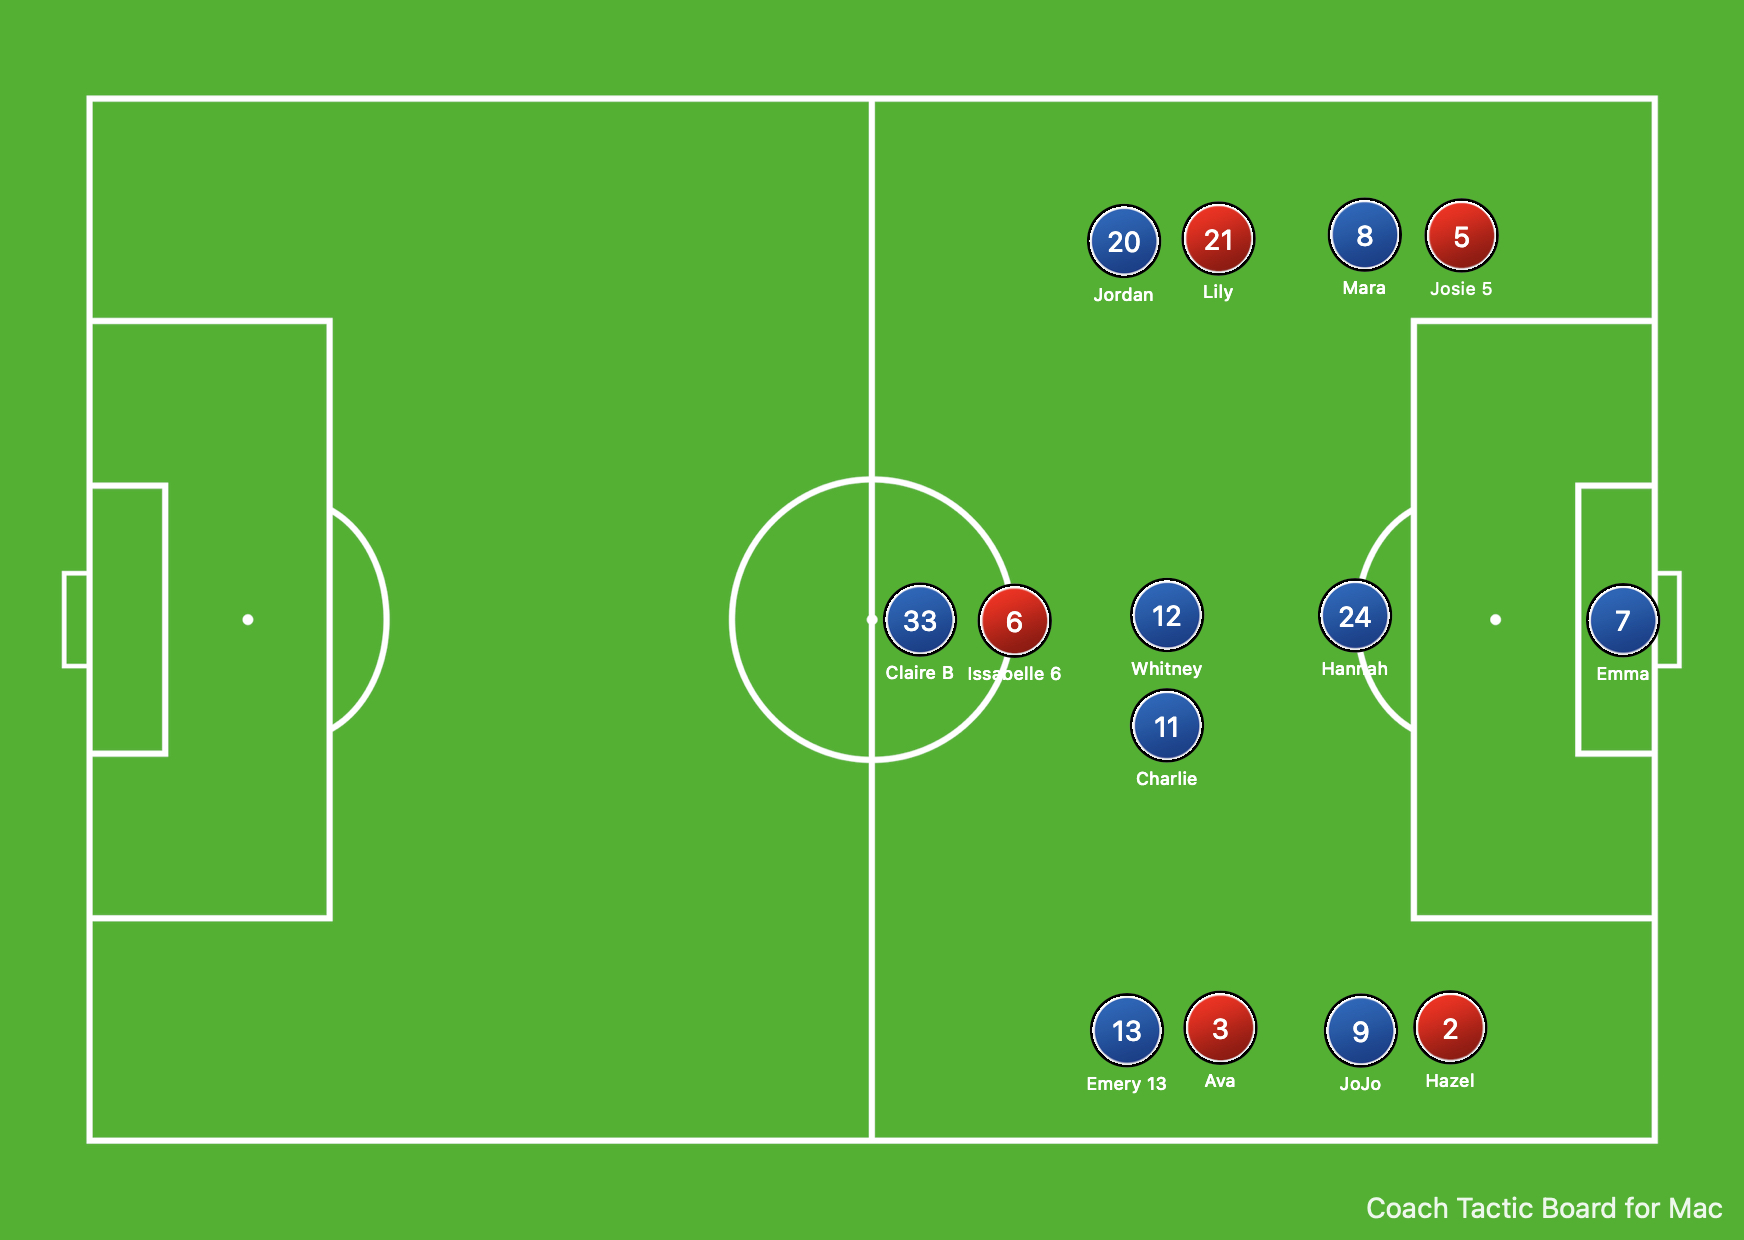 20
Jordan
21
Lily
8
Mara
5
Josie 5
33
Claire B
6
Issabelle 6
12
Whitney
24
Hannah
7
Emma
11
Charlie
13
Emery 13
3
Ava
9
JoJo
2
Hazel
Coach Tactic Board for Mac